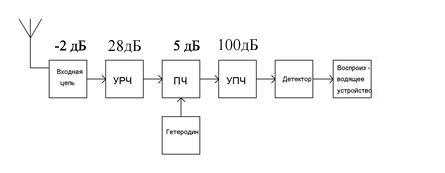 -2 дБ 28дБ 5 дБ 100дБ
Входная
цепь
УРЧ
ПЧ
УПЧ
Детектор
Воспроиз -
водящее
устройство
Гетеродин